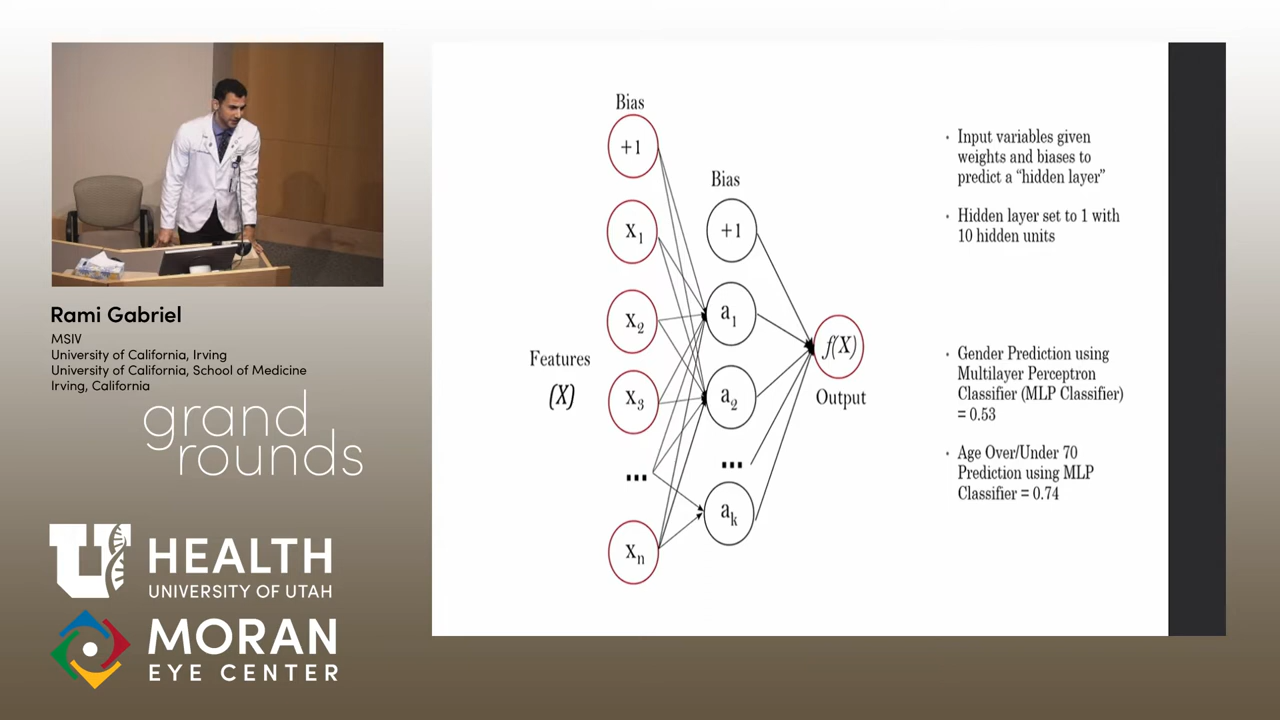 Rami Gabriel
MSIV
University of California, Irving
University of California, School of Medicine
Irving, California
grand
rounds
U
HEALTH
UNIVERSITY OF UTAH
MORAN
EYE CENTER
Bias
+1
Bias
x1
+1
x2
a1
Features
(X)
x3
a2
f(X)
Output
...
...
xn
ak
• Input variables given
weights and biases to
predict a “hidden layer”
• Hidden layer set to 1 with
10 hidden units
• Gender Prediction using
Multilayer Perceptron
Classifier (MLP Classifier)
= 0.53
• Age Over/Under 70
Prediction using MLP
Classifier = 0.74